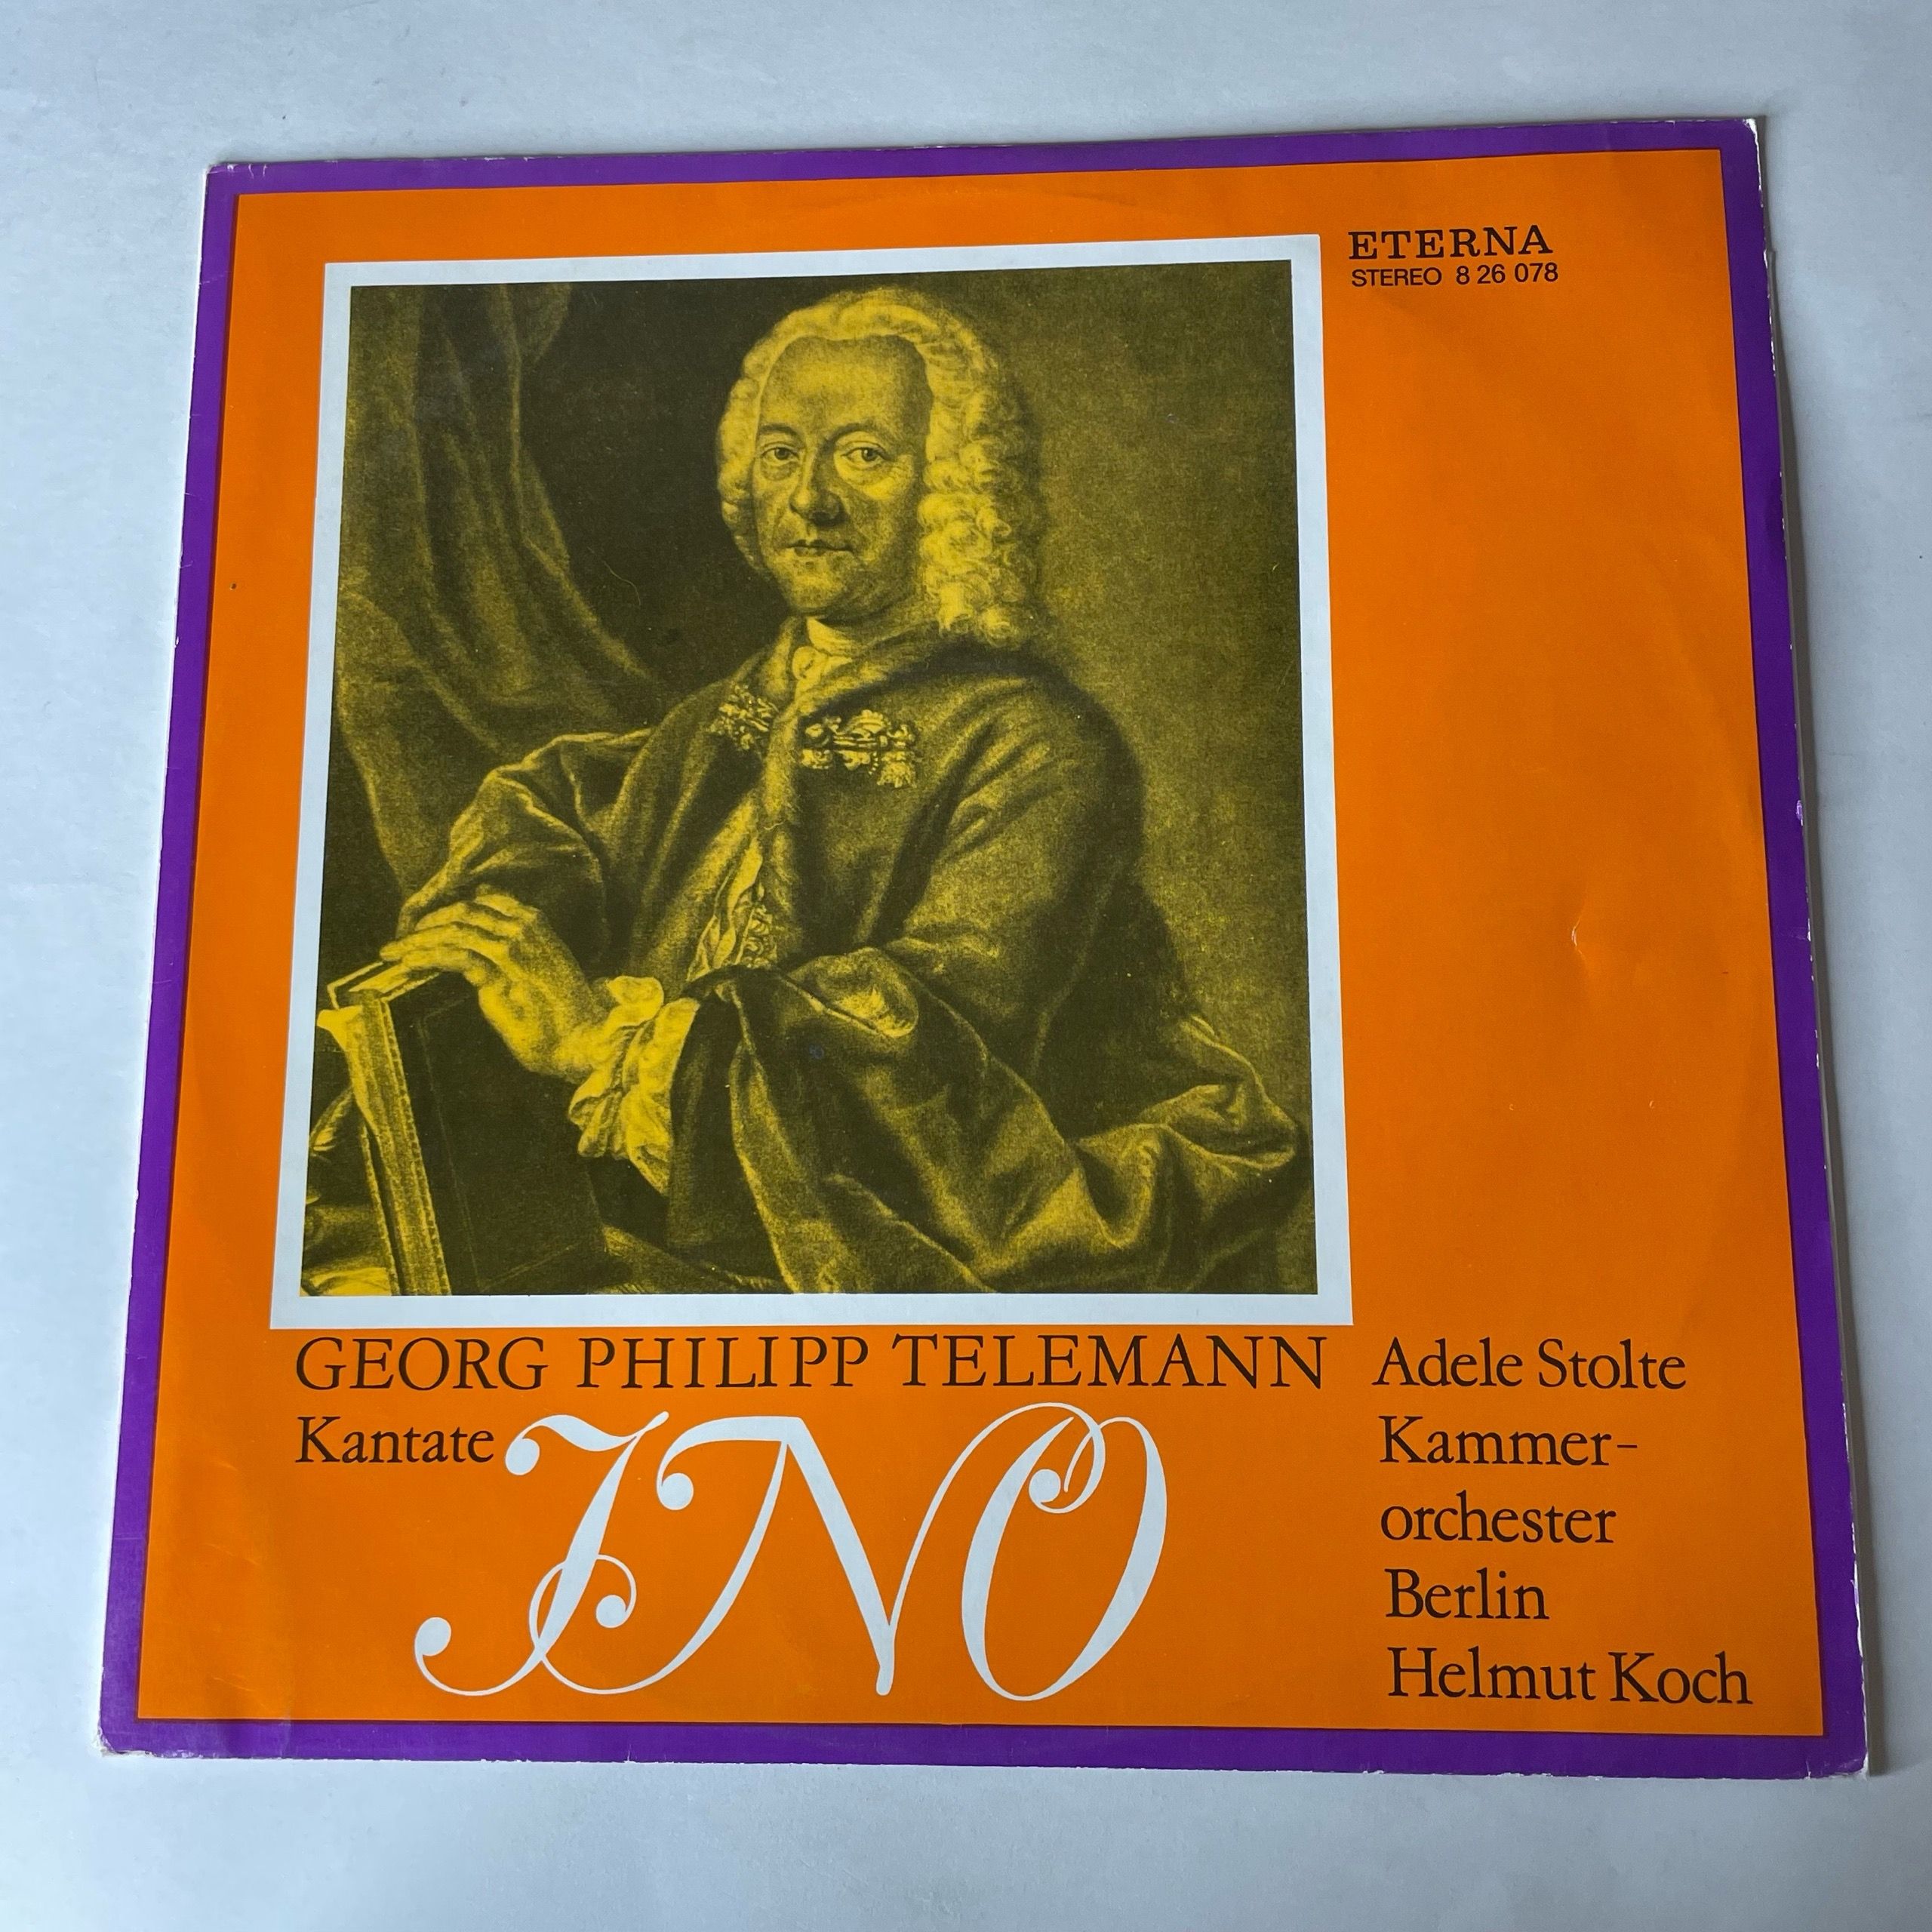 ETERNA
STEREO 8 26 078
GEORG PHILIPP TELEMANN
Kantate INO
Adele Stolte
Kammer-
orchester
Berlin
Helmut Koch